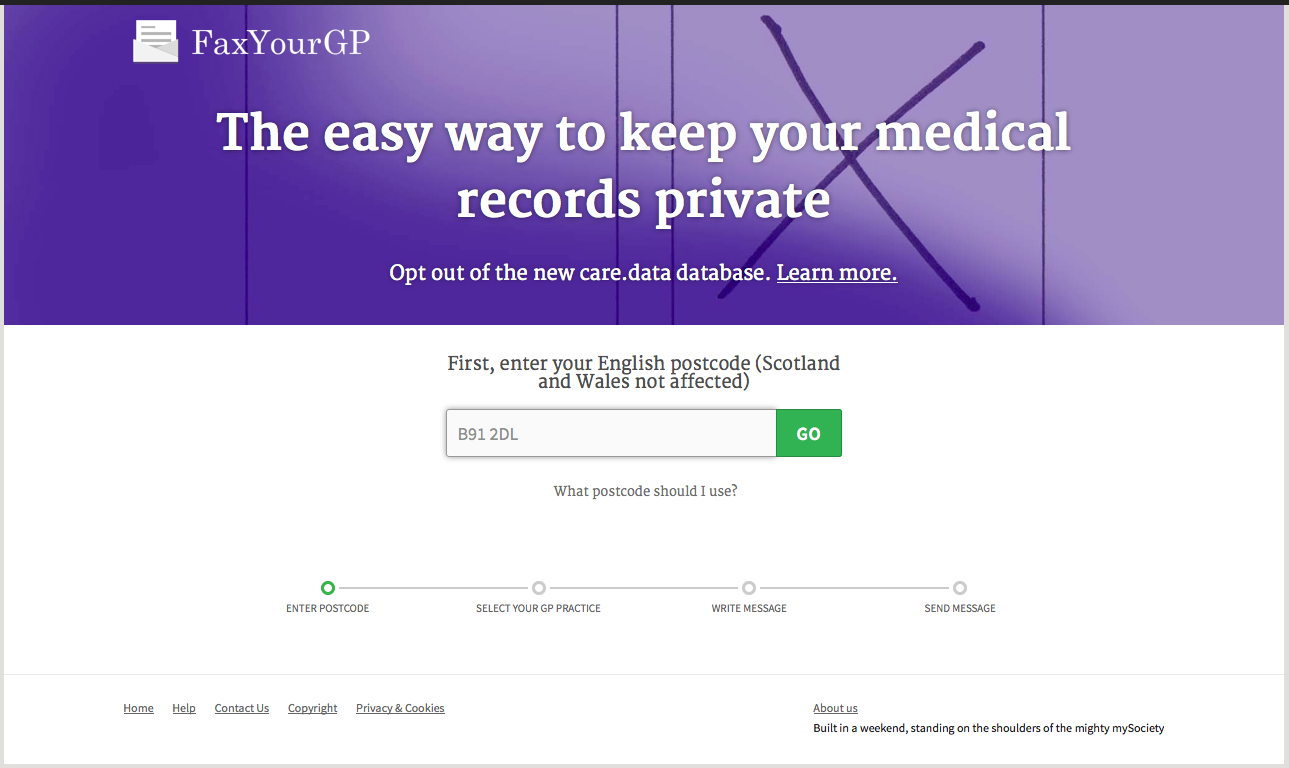 FaxYourGP
The easy way to keep your medical
records private
Opt out of the new care.data database. Learn more.
First, enter your English postcode (Scotland
and Wales not affected)
B91 2DL
GO
What postcode should I use?
ENTER POSTCODE
SELECT YOUR GP PRACTICE
WRITE MESSAGE
SEND MESSAGE
Home Help Contact Us Copyright Privacy & Cookies
About us
Built in a weekend, standing on the shoulders of the mighty mySociety